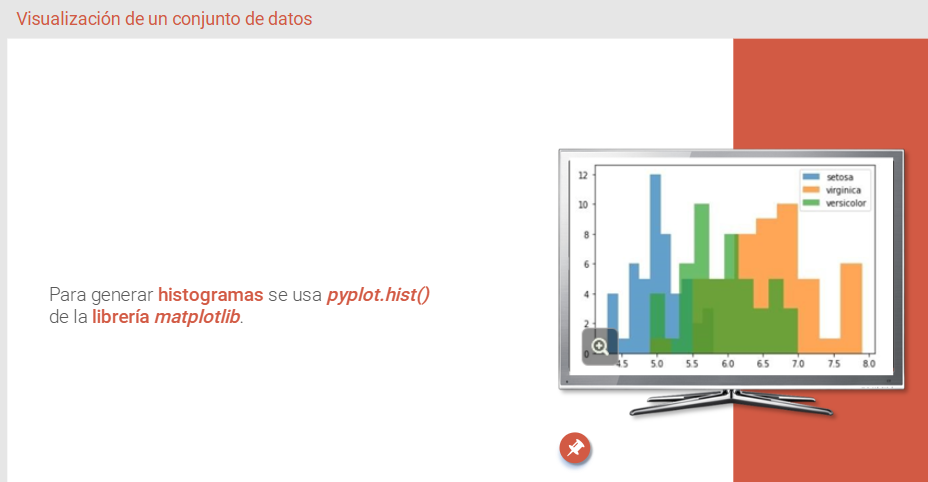 Visualización de un conjunto de datos
Para generar histogramas se usa pyplot.hist()
de la librería matplotlib.
setosa
virginica
versicolor
12
10
8
6
4
2
0
4.5 5.0 5.5 6.0 6.5 7.0 7.5 8.0